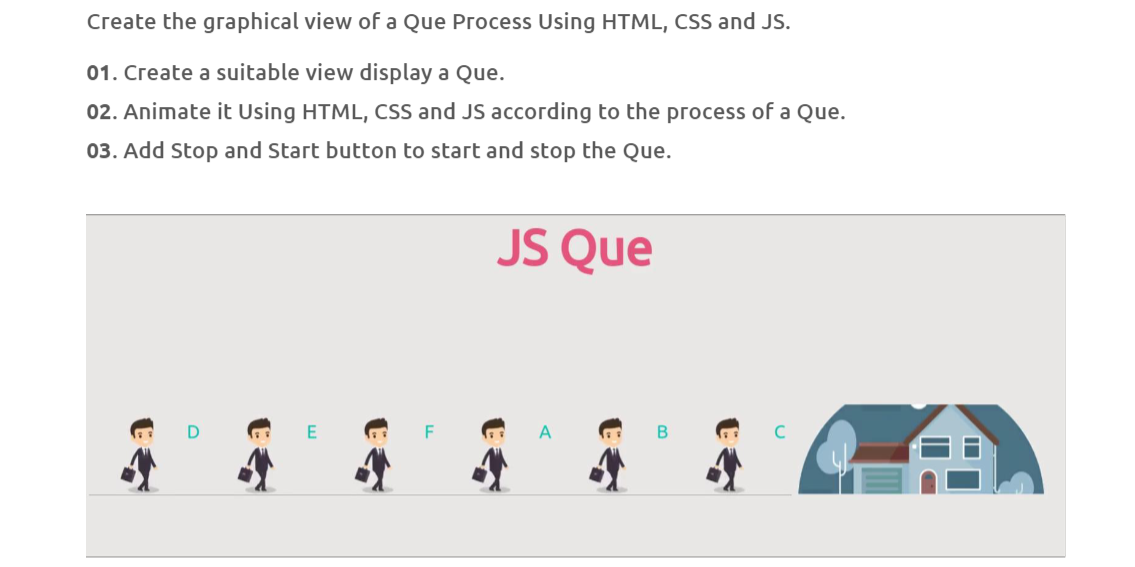 Create the graphical view of a Que Process Using HTML, CSS and JS.
01. Create a suitable view display a Que.
02. Animate it Using HTML, CSS and JS according to the process of a Que.
03. Add Stop and Start button to start and stop the Que.
JS Que
D E F A B C